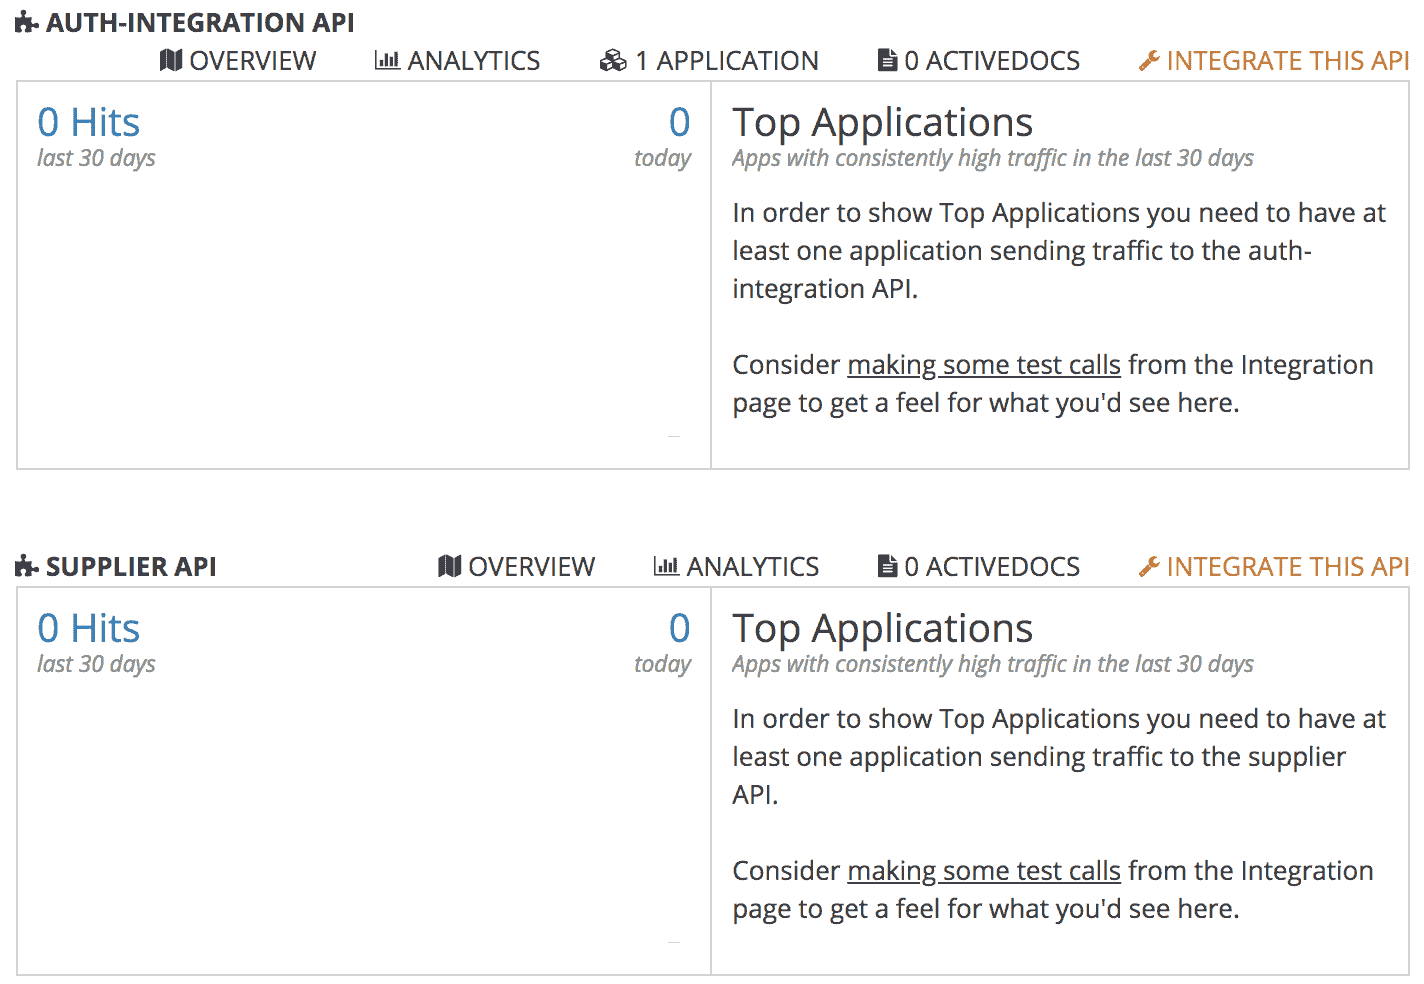 AUTH-INTEGRATION API
OVERVIEW ANALYTICS 1 APPLICATION 0 ACTIVEDOCS INTEGRATE THIS API
0 Hits 0
last 30 days today
Top Applications
Apps with consistently high traffic in the last 30 days
In order to show Top Applications you need to have at
least one application sending traffic to the auth-
integration API.
Consider making some test calls from the Integration
page to get a feel for what you'd see here.
SUPPLIER API OVERVIEW ANALYTICS 0 ACTIVEDOCS INTEGRATE THIS API
0 Hits 0
last 30 days today
Top Applications
Apps with consistently high traffic in the last 30 days
In order to show Top Applications you need to have at
least one application sending traffic to the supplier
API.
Consider making some test calls from the Integration
page to get a feel for what you'd see here.